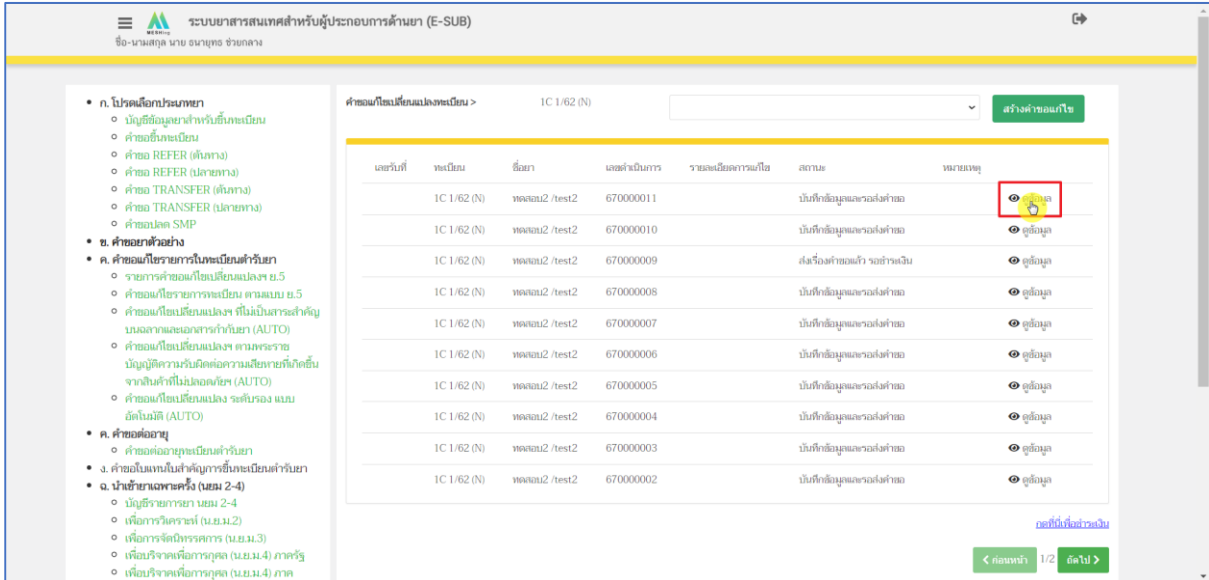 ระบบยาสารสนเทศสำหรับผู้ประกอบการด้านยา (E-SUB)
ชื่อ-นามสกุล นาย ธนายุทธ ช่วยกลาง
ก. โปรดเลือกประเภทยา
บัญชีข้อมูลยาสำหรับขึ้นทะเบียน
คำขอขึ้นทะเบียน
คำขอ REFER (ต้นทาง)
คำขอ REFER (ปลายทาง)
คำขอ TRANSFER (ต้นทาง)
คำขอ TRANSFER (ปลายทาง)
คำขอปลด SMP
ข. คำขอยาตัวอย่าง
ค. คำขอแก้ไขรายการในทะเบียนตำรับยา
รายการคำขอแก้ไขเปลี่ยนแปลงฯ ย.5
คำขอแก้ไขรายการทะเบียน ตามแบบ ย.5
คำขอแก้ไขเปลี่ยนแปลงฯ ที่ไม่เป็นสาระสำคัญ
บนฉลากและเอกสารกำกับยา (AUTO)
คำขอแก้ไขเปลี่ยนแปลงฯ ตามพระราช
บัญญัติความรับผิดต่อความเสียหายที่เกิดขึ้น
จากสินค้าที่ไม่ปลอดภัยฯ (AUTO)
คำขอแก้ไขเปลี่ยนแปลง ระดับรอง แบบ
อัตโนมัติ (AUTO)
ค. คำขอต่ออายุ
คำขอต่ออายุทะเบียนตำรับยา
ง. คำขอใบแทนใบสำคัญการขึ้นทะเบียนตำรับยา
ฉ. นำเข้ายาเฉพาะครั้ง (นยม 2-4)
บัญชีรายการยา นยม 2-4
เพื่อการวิเคราะห์ (น.ย.ม.2)
เพื่อการจัดนิทรรศการ (น.ย.ม.3)
เพื่อบริจาคเพื่อการกุศล (น.ย.ม.4) ภาครัฐ
เพื่อบริจาคเพื่อการกุศล (น.ย.ม.4) ภาค
คำขอแก้ไขเปลี่ยนแปลงทะเบียน > 1C 1/62 (N) สร้างคำขอแก้ไข
เลขรับที่ ทะเบียน ชื่อยา เลขดำเนินการ รายละเอียดการแก้ไข สถานะ หมายเหตุ
1C 1/62 (N) ทดสอบ2 /test2 670000011 บันทึกข้อมูลและรอส่งคำขอ ดูข้อมูล
1C 1/62 (N) ทดสอบ2 /test2 670000010 บันทึกข้อมูลและรอส่งคำขอ ดูข้อมูล
1C 1/62 (N) ทดสอบ2 /test2 670000009 ส่งเรื่องคำขอแล้ว รอชำระเงิน ดูข้อมูล
1C 1/62 (N) ทดสอบ2 /test2 670000008 บันทึกข้อมูลและรอส่งคำขอ ดูข้อมูล
1C 1/62 (N) ทดสอบ2 /test2 670000007 บันทึกข้อมูลและรอส่งคำขอ ดูข้อมูล
1C 1/62 (N) ทดสอบ2 /test2 670000006 บันทึกข้อมูลและรอส่งคำขอ ดูข้อมูล
1C 1/62 (N) ทดสอบ2 /test2 670000005 บันทึกข้อมูลและรอส่งคำขอ ดูข้อมูล
1C 1/62 (N) ทดสอบ2 /test2 670000004 บันทึกข้อมูลและรอส่งคำขอ ดูข้อมูล
1C 1/62 (N) ทดสอบ2 /test2 670000003 บันทึกข้อมูลและรอส่งคำขอ ดูข้อมูล
1C 1/62 (N) ทดสอบ2 /test2 670000002 บันทึกข้อมูลและรอส่งคำขอ ดูข้อมูล
กดที่นี่เพื่อชำระเงิน
ก่อนหน้า 1/2 ถัดไป